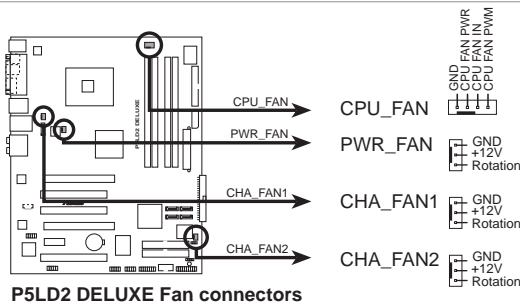 GND
CPU FAN PWR
CPU FAN IN
CPU FAN PWM
P5LD2 DELUXE
CPU_FAN
CPU_FAN
PWR_FAN
PWR_FAN
GND
+12V
Rotation
CHA_FAN1
CHA_FAN1
GND
+12V
Rotation
CHA_FAN2
CHA_FAN2
GND
+12V
Rotation
P5LD2 DELUXE Fan connectors